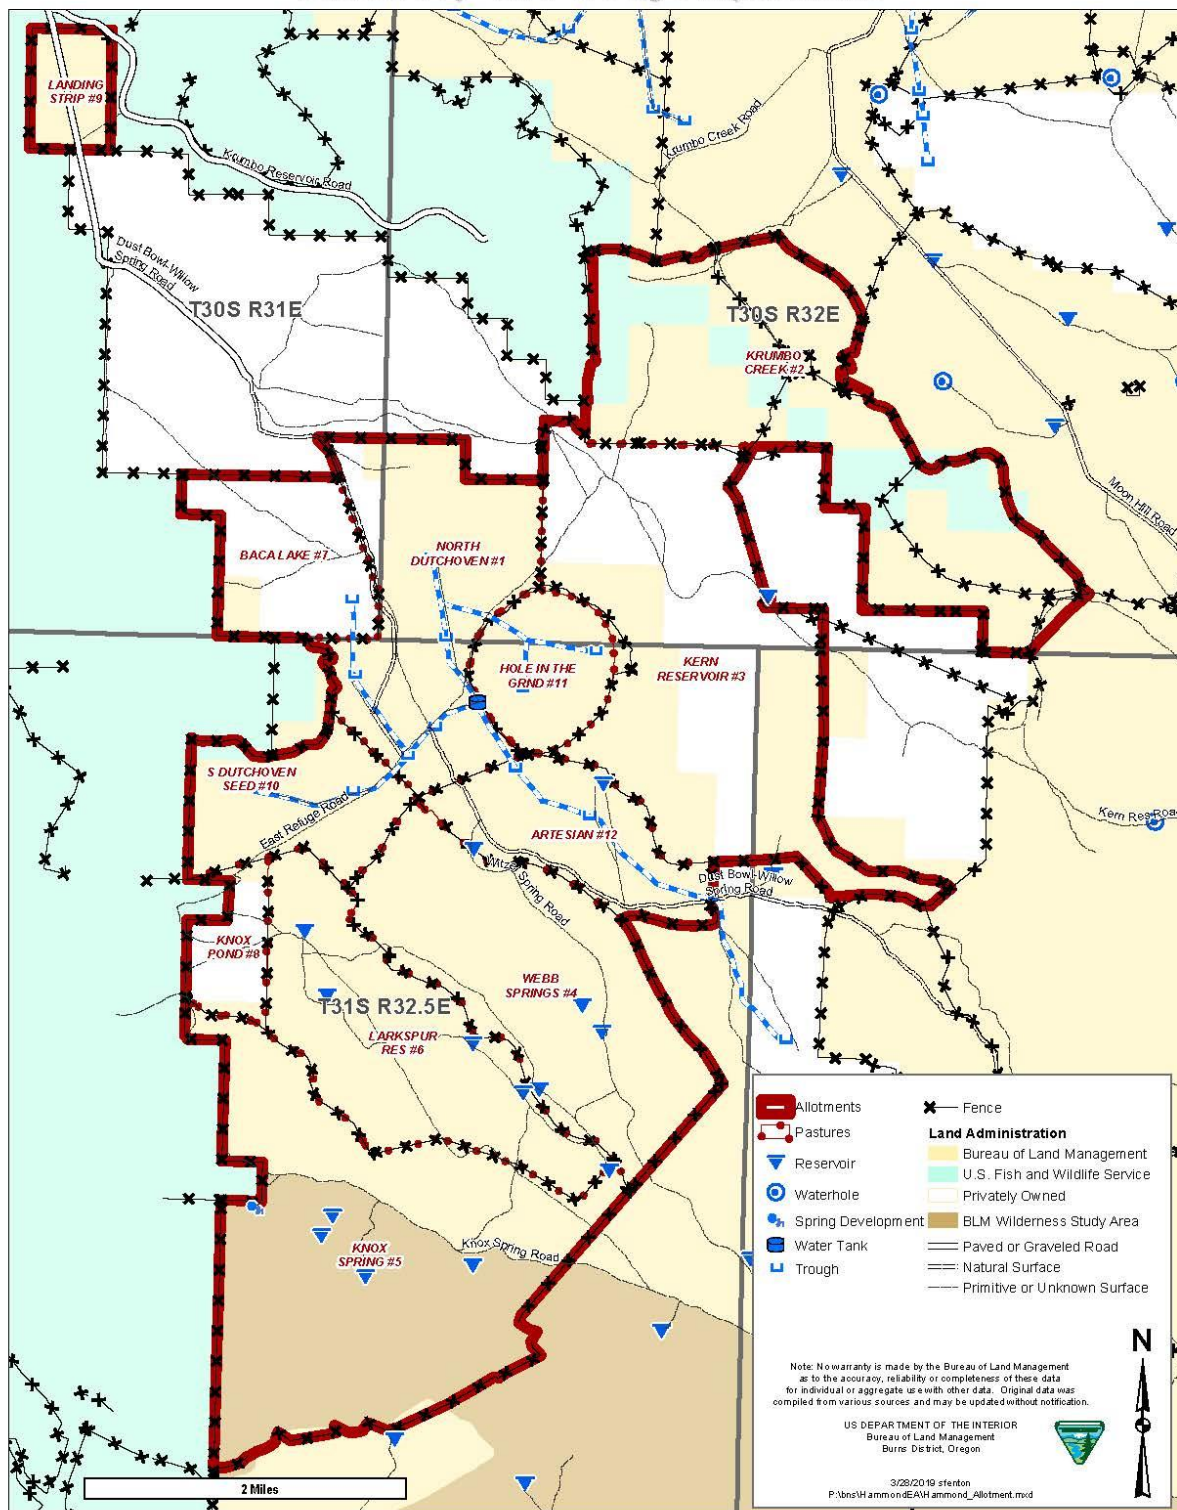 LANDING
STRIP #9
Krumbo Reservoir Road
Krumbo Creek Road
Dust Bowl-Willow
Spring Road
T30S R31E
T30S R32E
KRUMBO
CREEK #2
Moon Hill Road
BACA LAKE #7
NORTH
DUTCHOVEN #1
HOLE IN THE
GRND #11
KERN
RESERVOIR #3
S DUTCHOVEN
SEED #10
East Refuge Road
ARTESIAN #12
Kern Res Road
Witzel Spring Road
Dust Bowl-Willow
Spring Road
KNOX
POND #8
WEBB
SPRINGS #4
T31S R32.5E
LARKSPUR
RES #6
KNOX
SPRING #5
Knox Spring Road
Allotments
Pastures
Reservoir
Waterhole
Spring Development
Water Tank
Trough
Fence
Land Administration
Bureau of Land Management
U.S. Fish and Wildlife Service
Privately Owned
BLM Wilderness Study Area
Paved or Graveled Road
Natural Surface
Primitive or Unknown Surface
N
Note: No warranty is made by the Bureau of Land Management
as to the accuracy, reliability or completeness of these data
for individual or aggregate use with other data. Original data was
compiled from various sources and may be updated without notification.
US DEPARTMENT OF THE INTERIOR
Bureau of Land Management
Burns District, Oregon
3/28/2019 sfenton
P:\bns\HammondEA\Hammond_Allotment.mxd
2 Miles